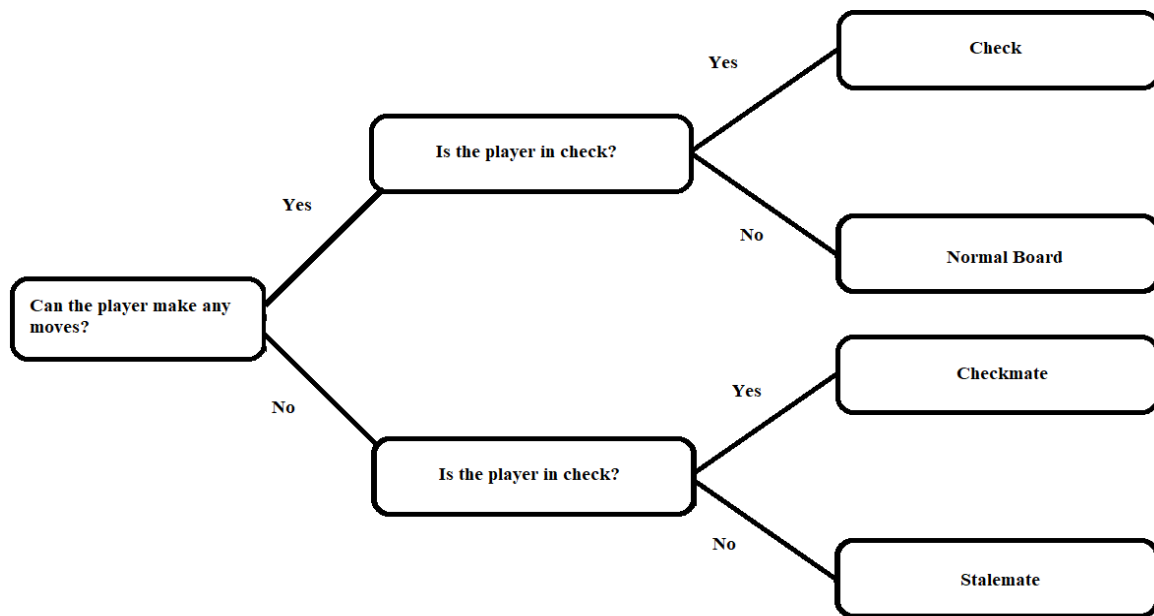 Check
Yes
Is the player in check?
Yes
No
Normal Board
Can the player make any
moves?
Checkmate
Yes
No
Is the player in check?
No
Stalemate